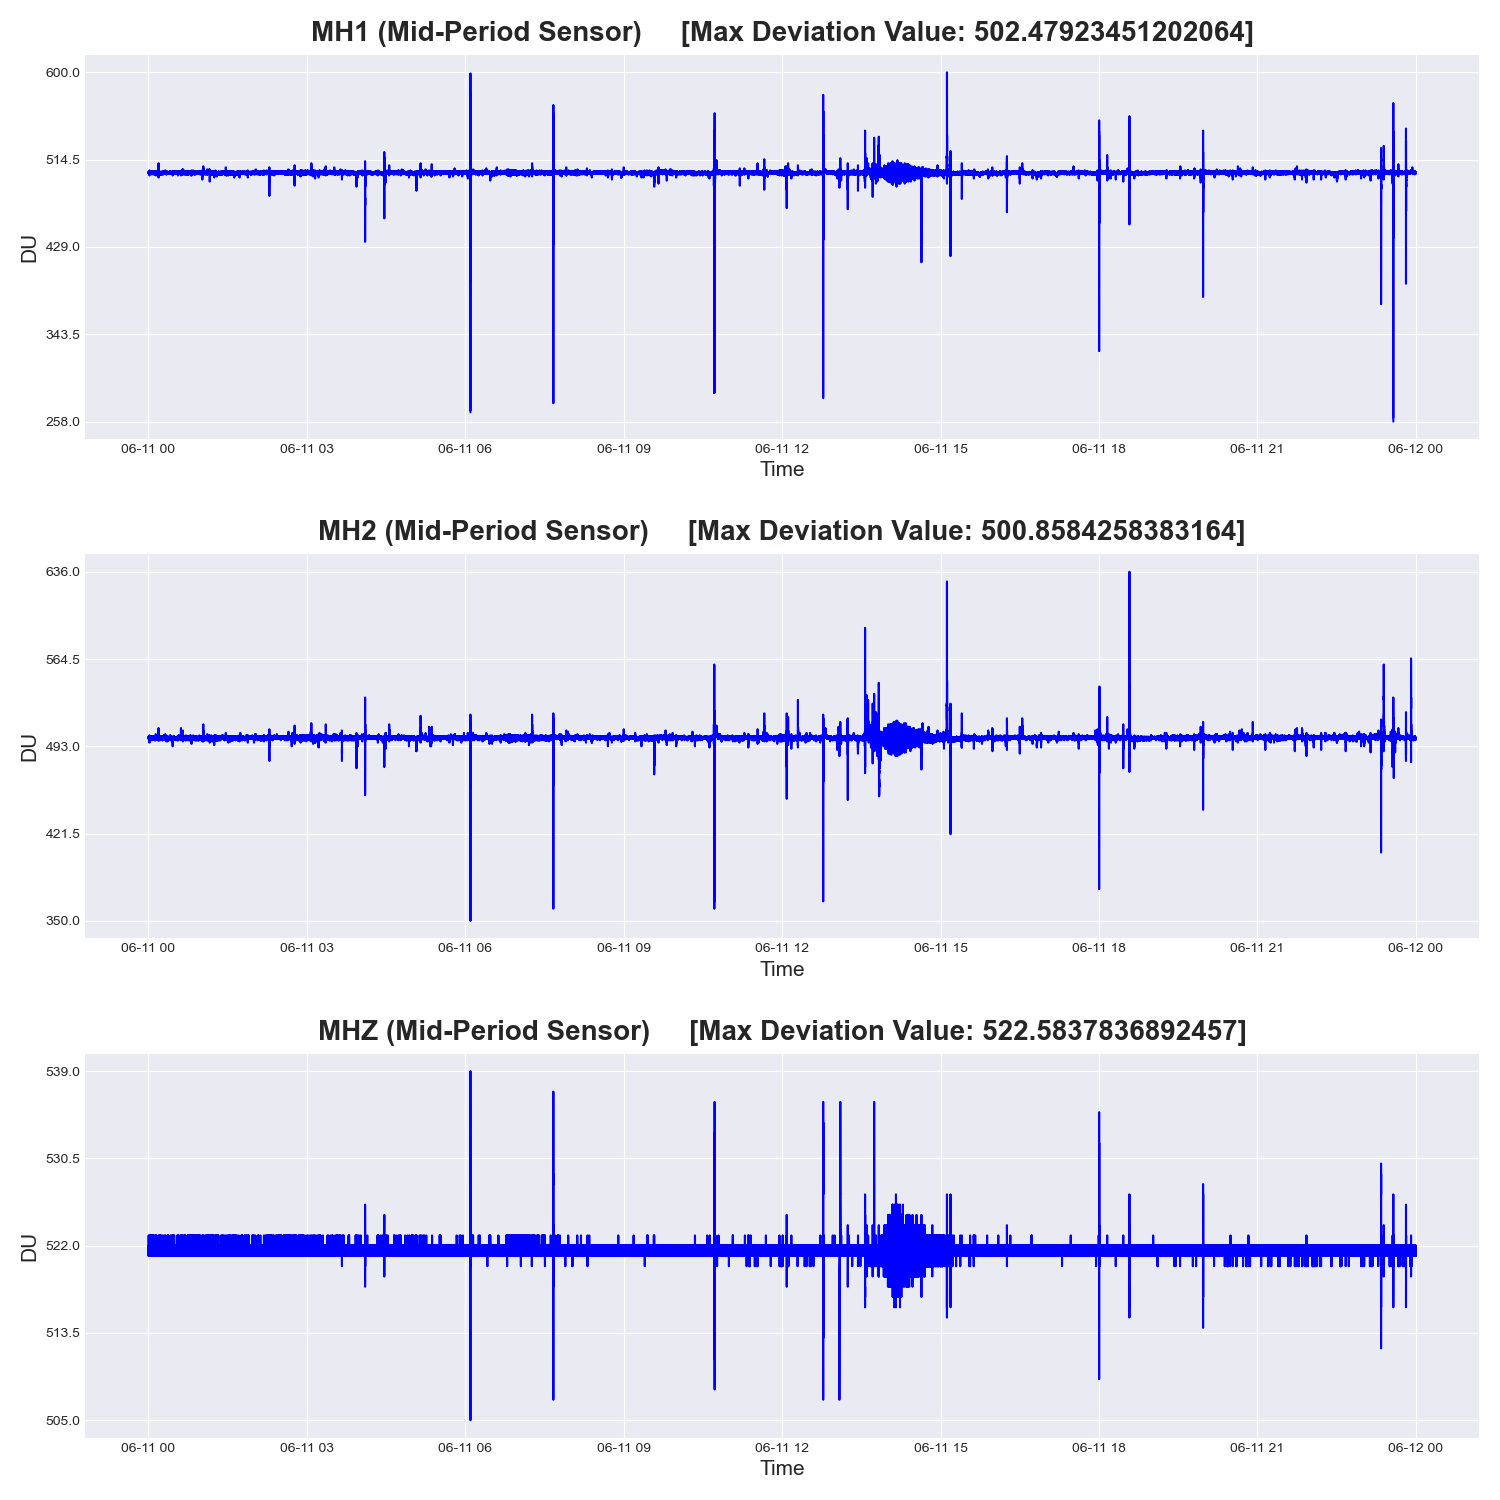 MH1 (Mid-Period Sensor) [Max Deviation Value: 502.47923451202064]
600.0
514.5
429.0
343.5
258.0
DU
06-11 00 06-11 03 06-11 06 06-11 09 06-11 12 06-11 15 06-11 18 06-11 21 06-12 00
Time
MH2 (Mid-Period Sensor) [Max Deviation Value: 500.8584258383164]
636.0
564.5
493.0
421.5
350.0
DU
06-11 00 06-11 03 06-11 06 06-11 09 06-11 12 06-11 15 06-11 18 06-11 21 06-12 00
Time
MHZ (Mid-Period Sensor) [Max Deviation Value: 522.5837836892457]
539.0
530.5
522.0
513.5
505.0
DU
06-11 00 06-11 03 06-11 06 06-11 09 06-11 12 06-11 15 06-11 18 06-11 21 06-12 00
Time